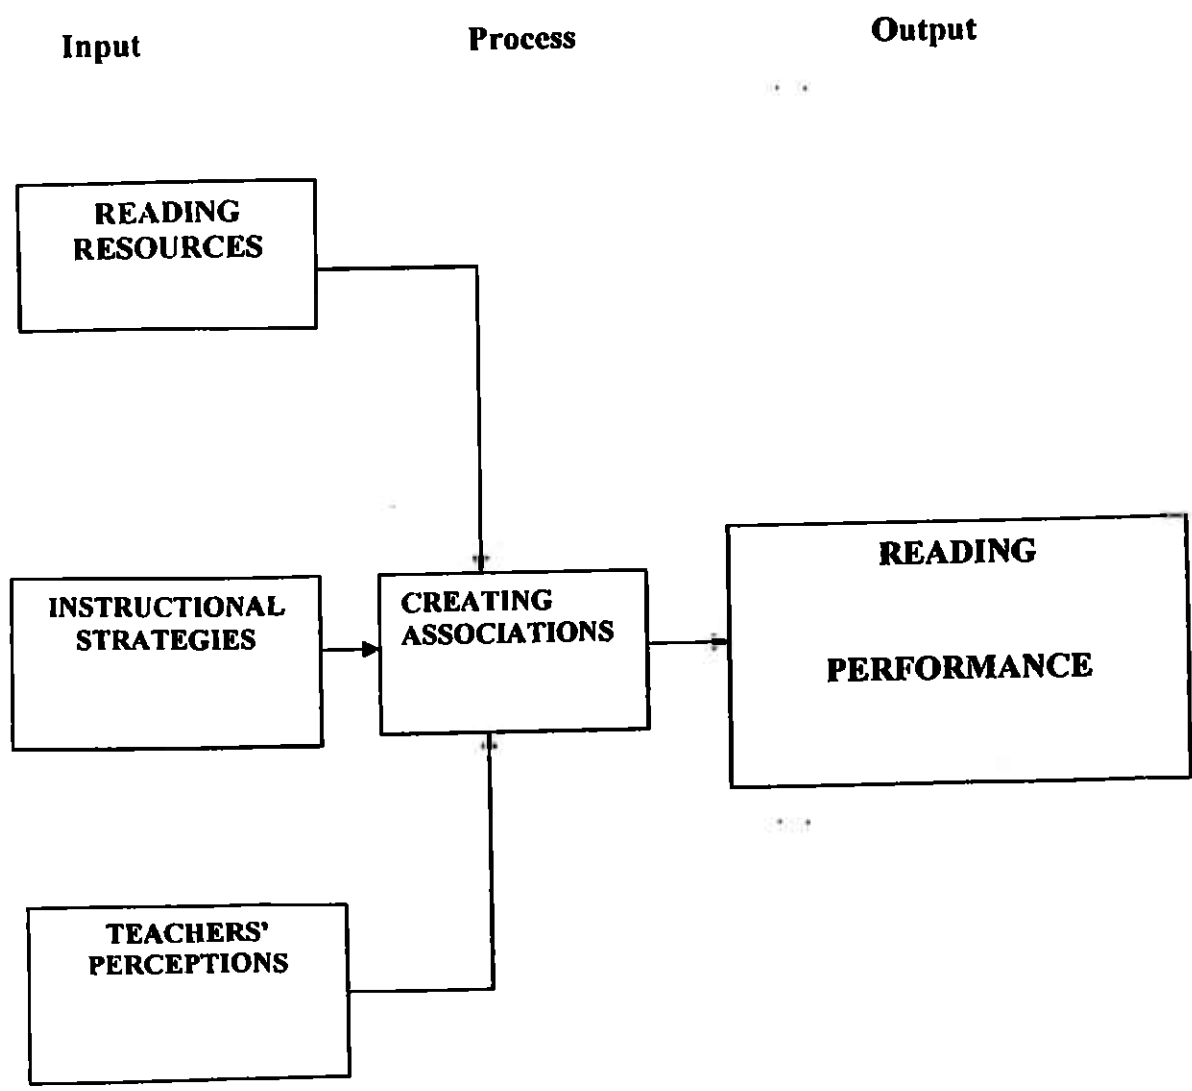 Input
Process
Output
READING
RESOURCES
INSTRUCTIONAL
STRATEGIES
CREATING
ASSOCIATIONS
READING
PERFORMANCE
TEACHERS'
PERCEPTIONS